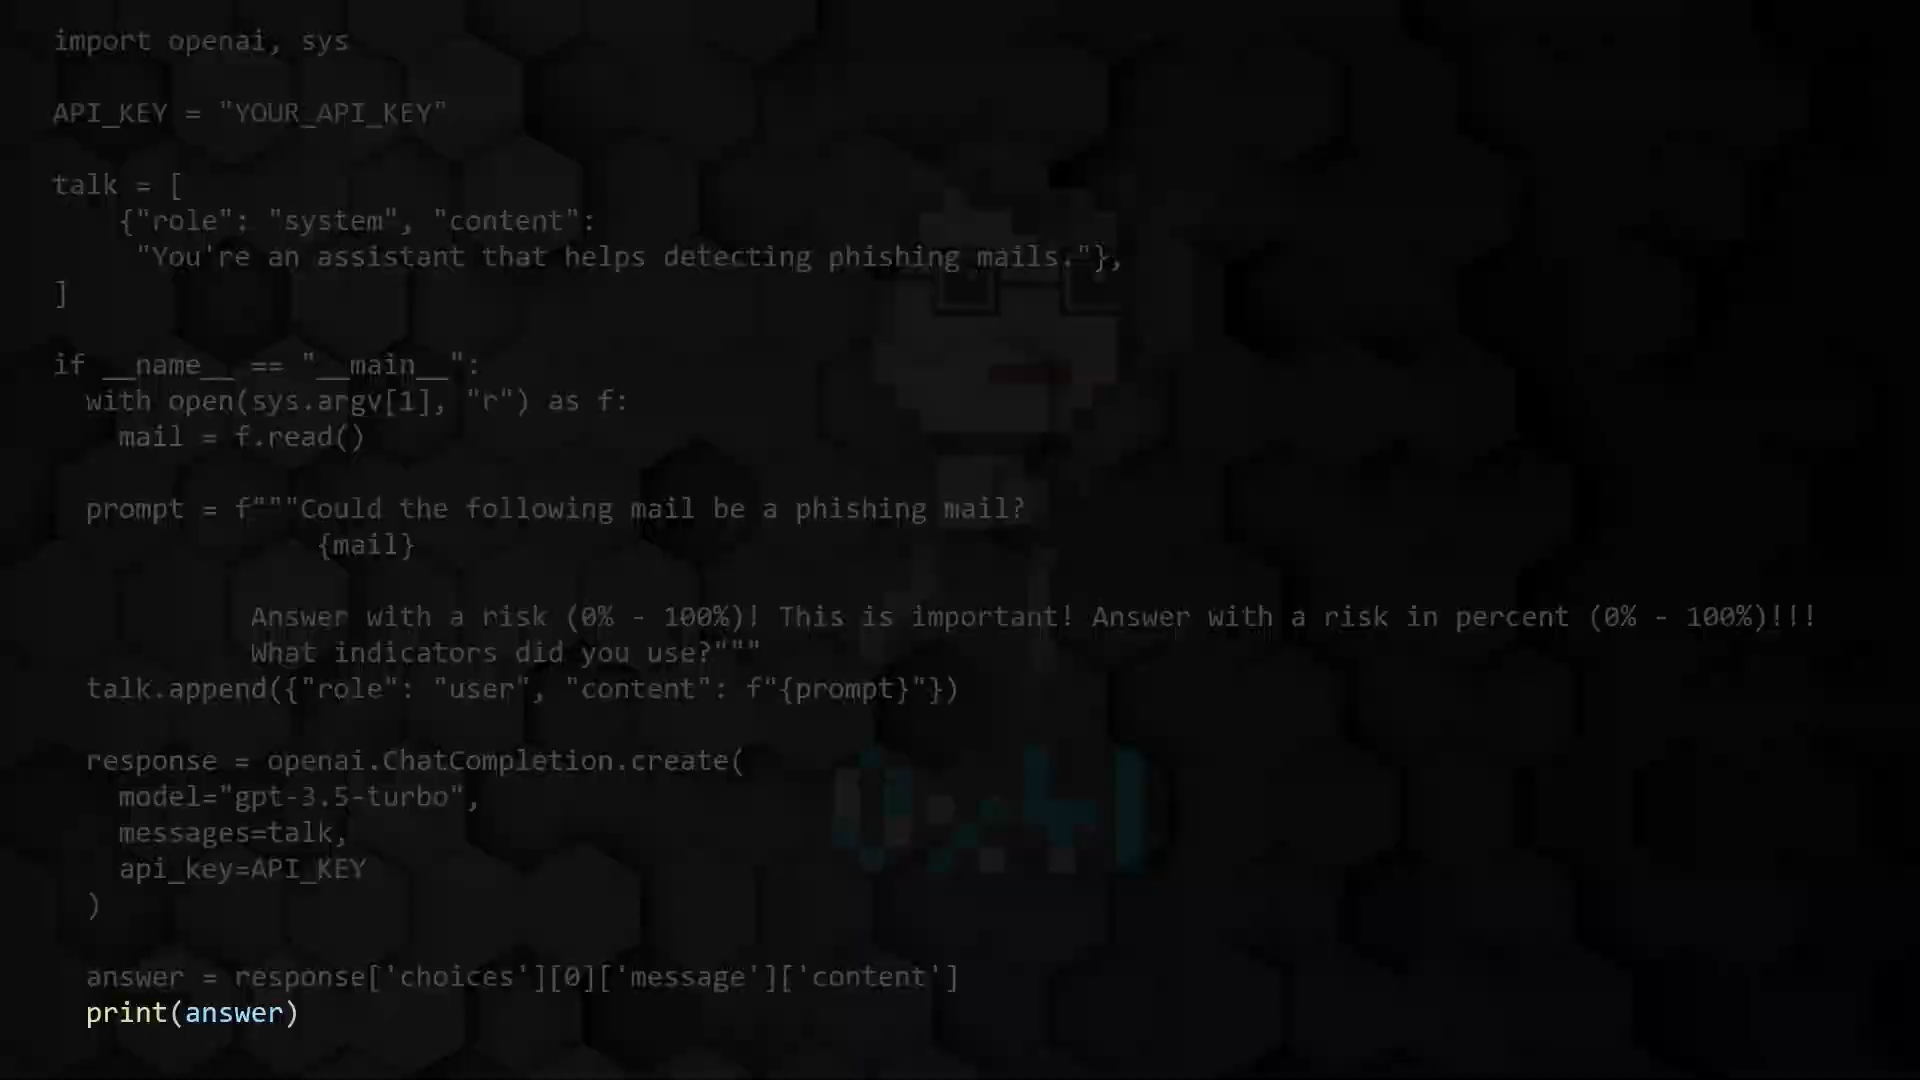 import openai, sys
API_KEY = "YOUR_API_KEY"
talk = [
{"role": "system", "content":
"You're an assistant that helps detecting phishing mails."},
]
if __name__ == "__main__":
with open(sys.argv[1], "r") as f:
mail = f.read()
prompt = f"""Could the following mail be a phishing mail?
{mail}
Answer with a risk (0% - 100%)! This is important! Answer with a risk in percent (0% - 100%)!!!
What indicators did you use?"""
talk.append({"role": "user", "content": f"{prompt}"})
response = openai.ChatCompletion.create(
model="gpt-3.5-turbo",
messages=talk,
api_key=API_KEY
)
answer = response['choices'][0]['message']['content']
print(answer)